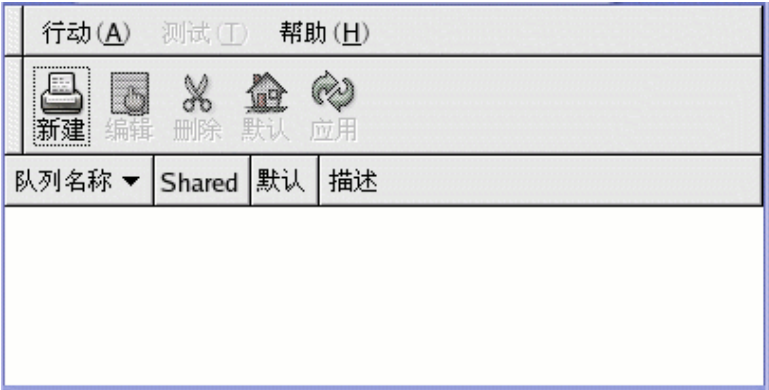 行动(A) 测试(T) 帮助(H)
新建 编辑 删除 默认 应用
队列名称 Shared 默认 描述